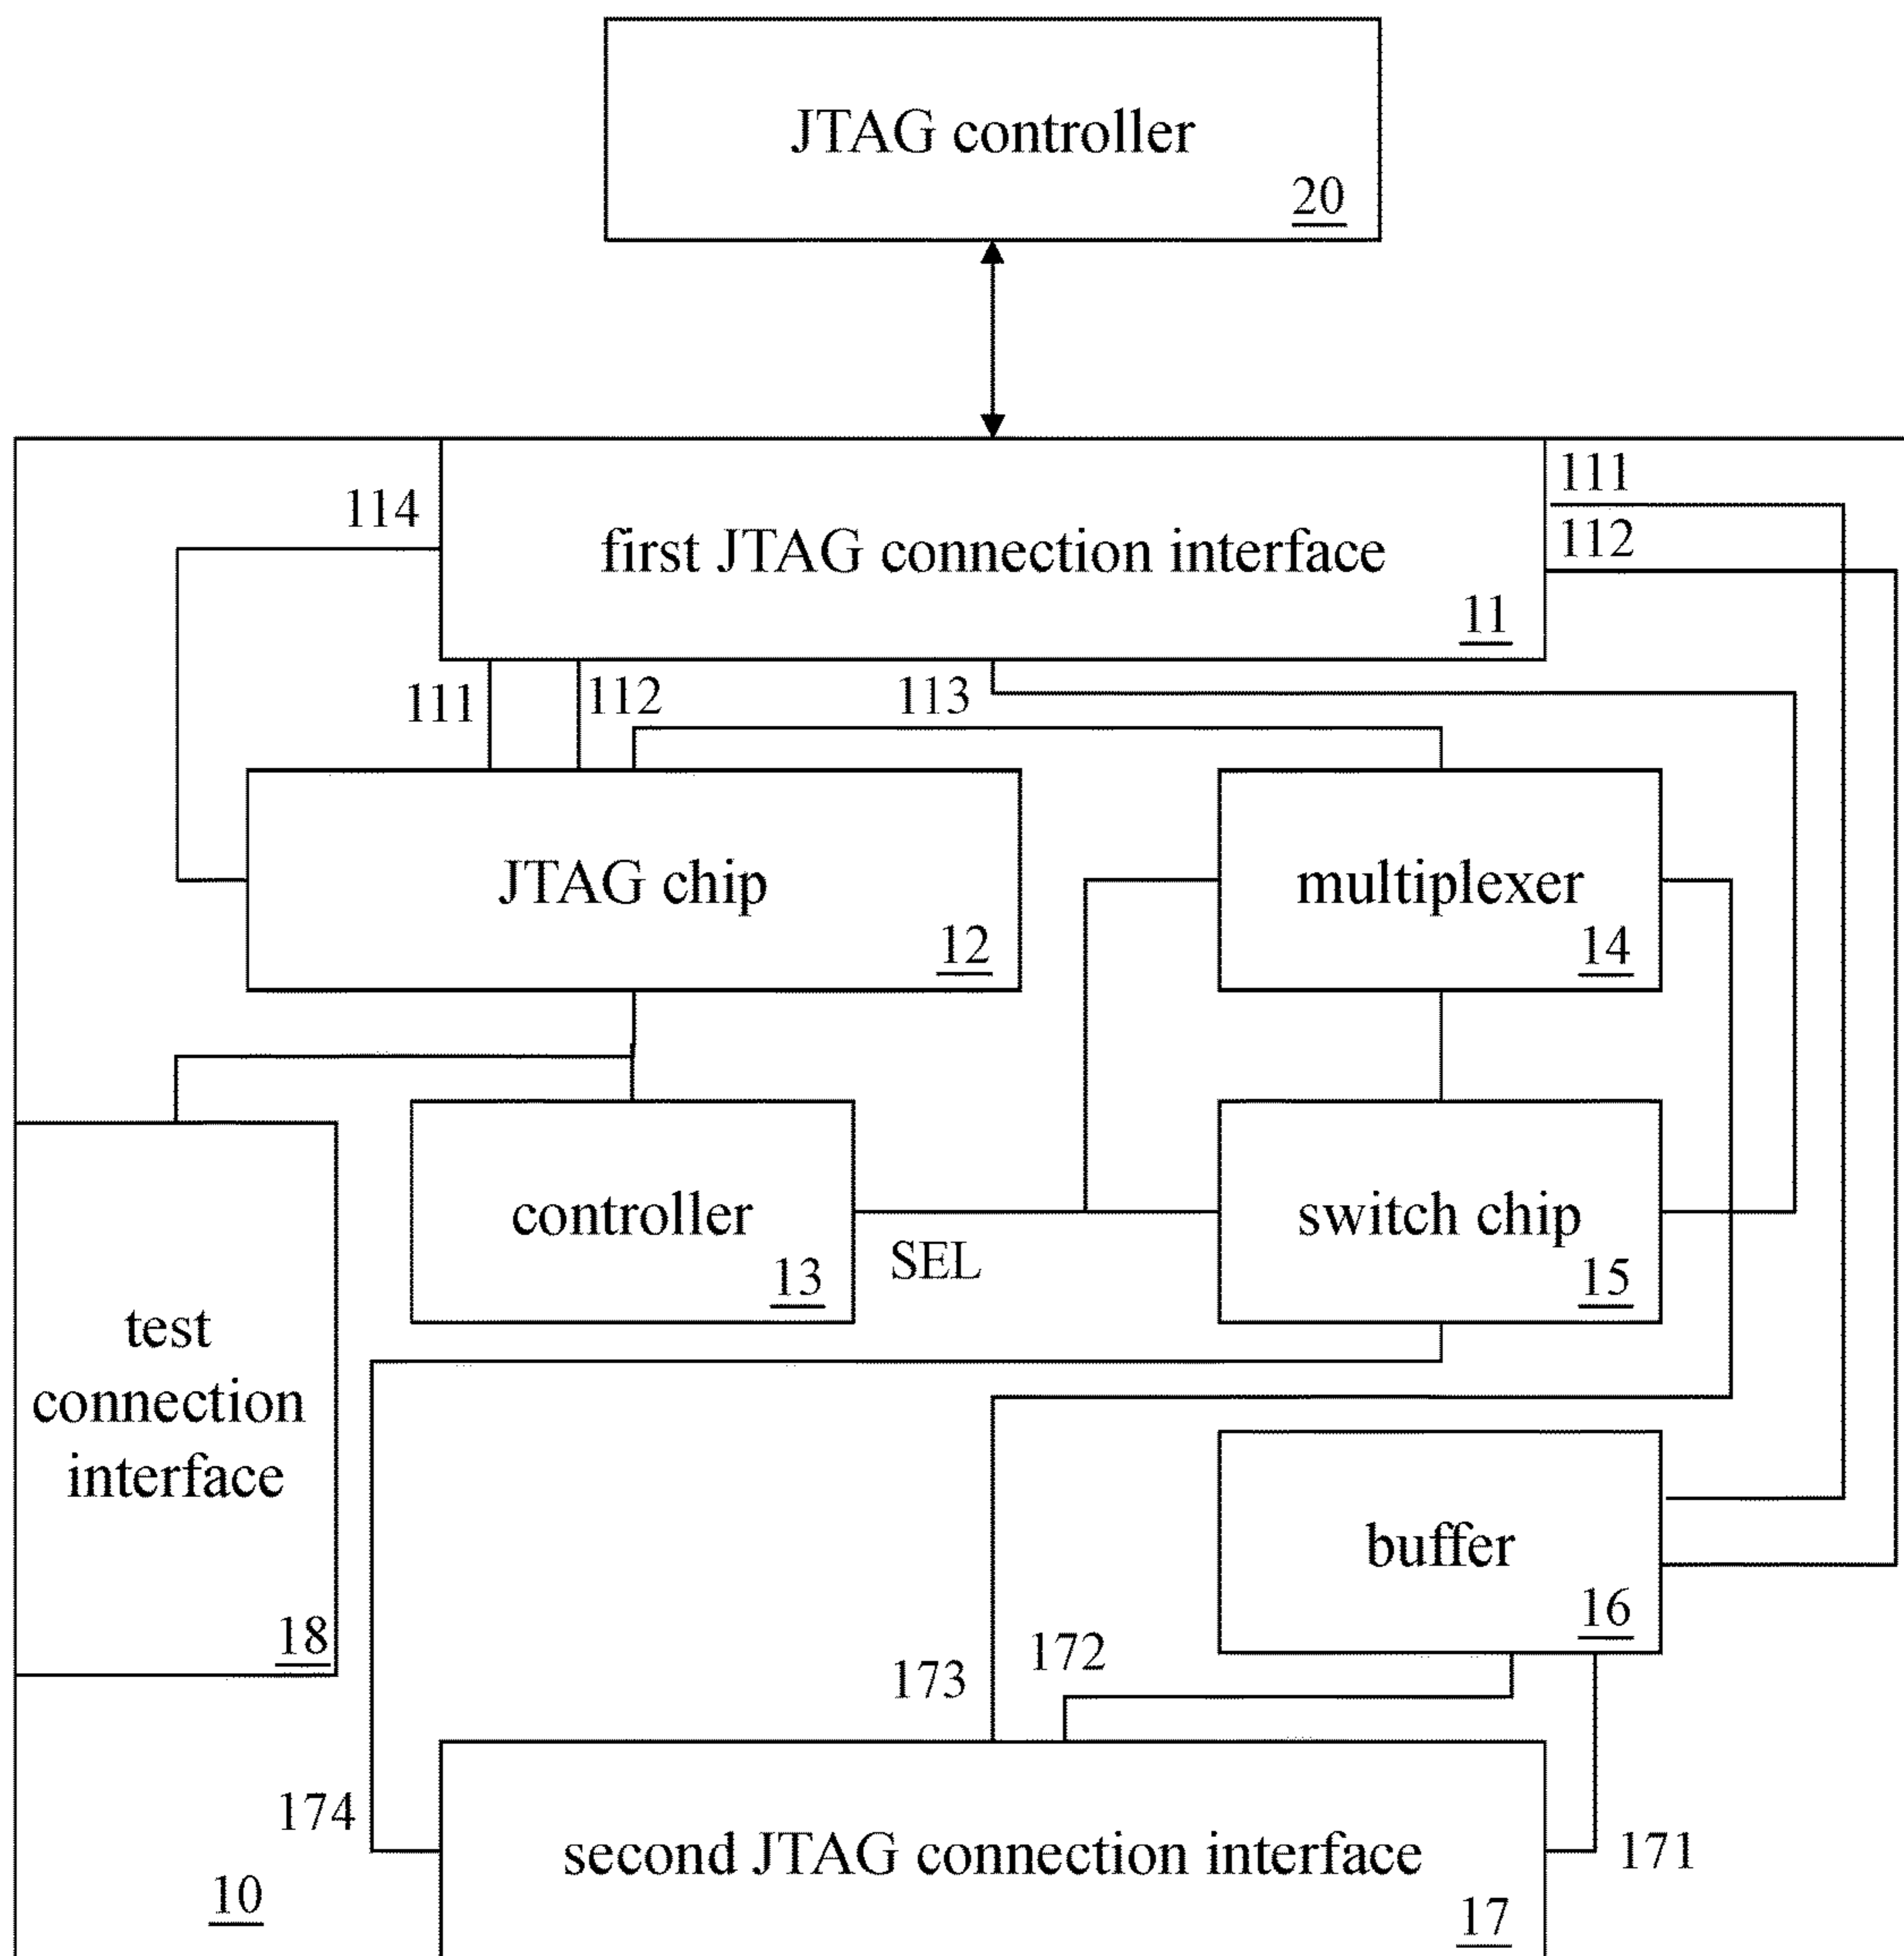 JTAG controller
20
114
111
first JTAG connection interface
112
11
111
112
113
JTAG chip
12
multiplexer
14
controller
13
SEL
switch chip
15
test
connection
interface
18
buffer
16
173
172
174
second JTAG connection interface
171
10
17